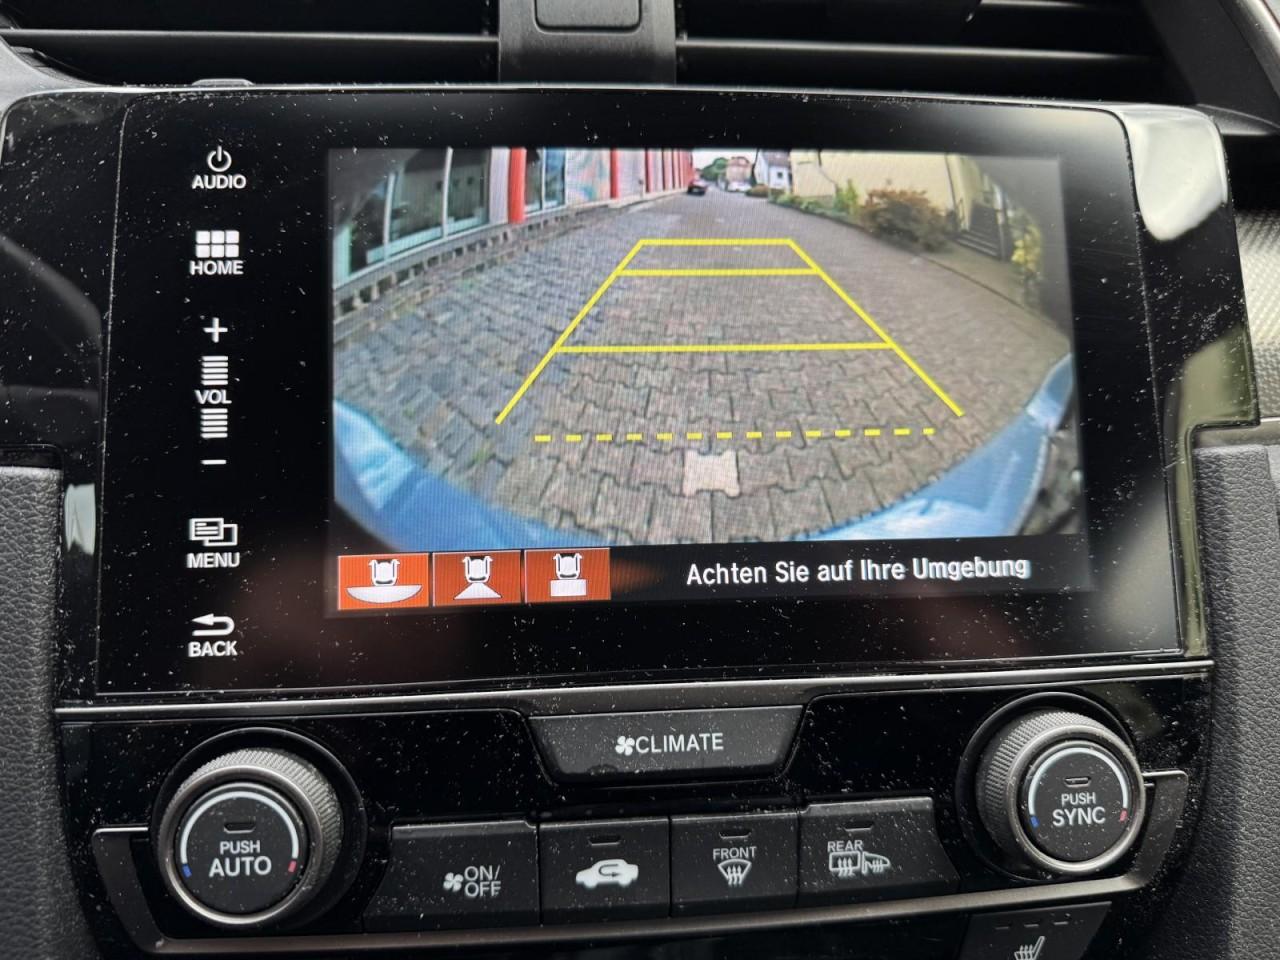 AUDIO
HOME
+
VOL
−
MENU
BACK
Achten Sie auf Ihre Umgebung
CLIMATE
PUSH
AUTO
ON/
OFF
FRONT
REAR
PUSH
SYNC